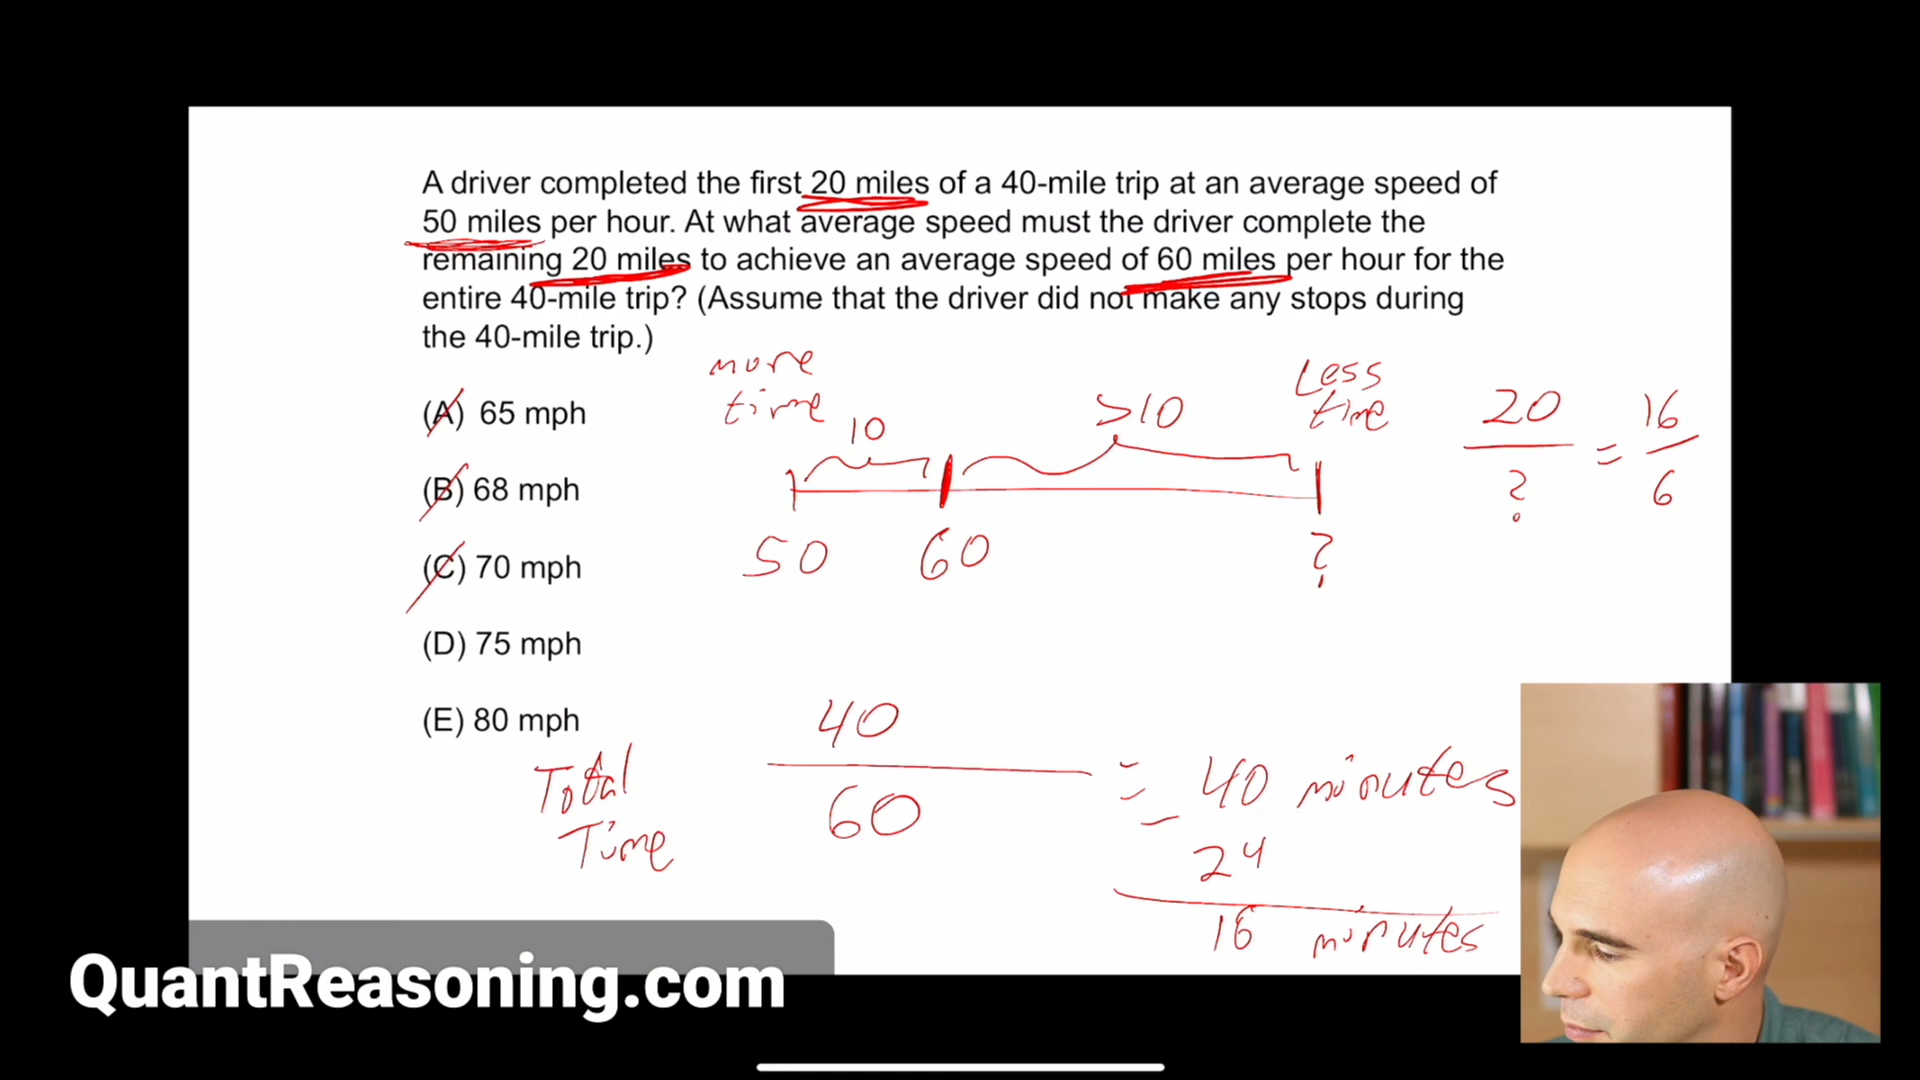 A driver completed the first 20 miles of a 40-mile trip at an average speed of
50 miles per hour. At what average speed must the driver complete the
remaining 20 miles to achieve an average speed of 60 miles per hour for the
entire 40-mile trip? (Assume that the driver did not make any stops during
the 40-mile trip.)
more
time
Less
time
(A) 65 mph
10
>10
20
?
=
16
6
(B) 68 mph
50
60
?
(C) 70 mph
(D) 75 mph
(E) 80 mph
Total
Time
40
60
= 40 minutes
- 24
16 minutes
QuantReasoning.com